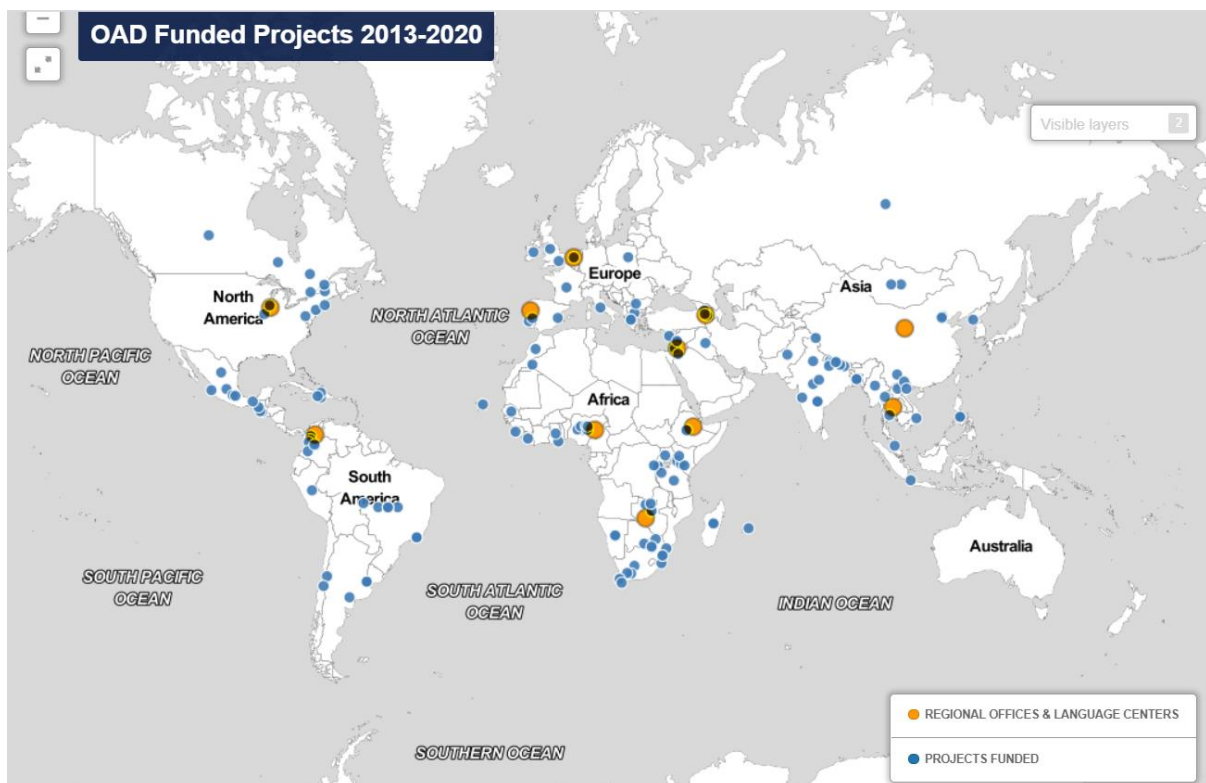 OAD Funded Projects 2013-2020
Visible layers 2
Europe
Asia
North
America
NORTH ATLANTIC
OCEAN
NORTH PACIFIC
OCEAN
Africa
South
America
Australia
SOUTH PACIFIC
OCEAN
SOUTH ATLANTIC
OCEAN
INDIAN OCEAN
REGIONAL OFFICES & LANGUAGE CENTERS
SOUTHERN OCEAN
PROJECTS FUNDED